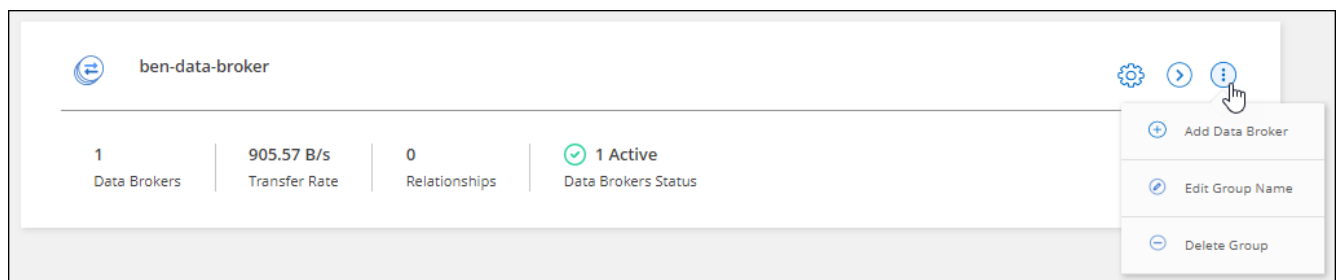 ben-data-broker
1 905.57 B/s 0 1 Active
Data Brokers Transfer Rate Relationships Data Brokers Status
Add Data Broker
Edit Group Name
Delete Group